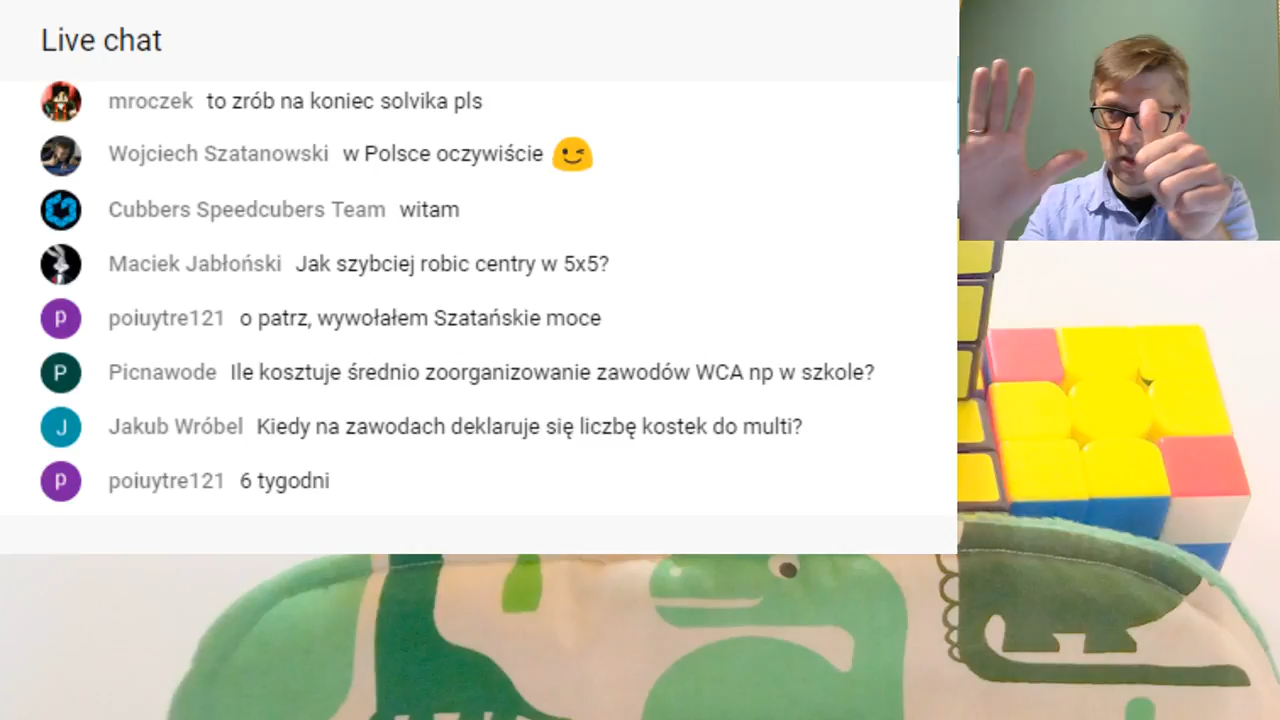 Live chat
mroczek to zrób na koniec solvika pls
Wojciech Szatanowski w Polsce oczywiście
Cubbers Speedcubers Team witam
Maciek Jabłoński Jak szybciej robic centry w 5x5?
p poiuytre121 o patrz, wywołałem Szatańskie moce
P Picnawode Ile kosztuje średnio zoorganizowanie zawodów WCA np w szkole?
J Jakub Wróbel Kiedy na zawodach deklaruje się liczbę kostek do multi?
p poiuytre121 6 tygodni